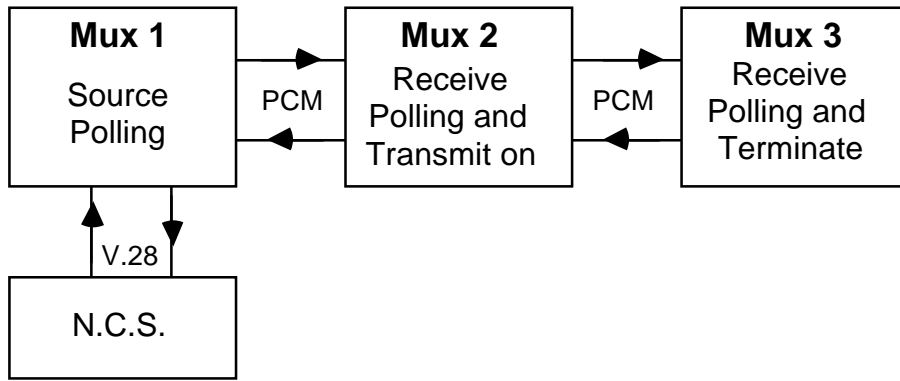 Mux 1
Source
Polling
PCM
Mux 2
Receive
Polling and
Transmit on
PCM
Mux 3
Receive
Polling and
Terminate
V.28
N.C.S.